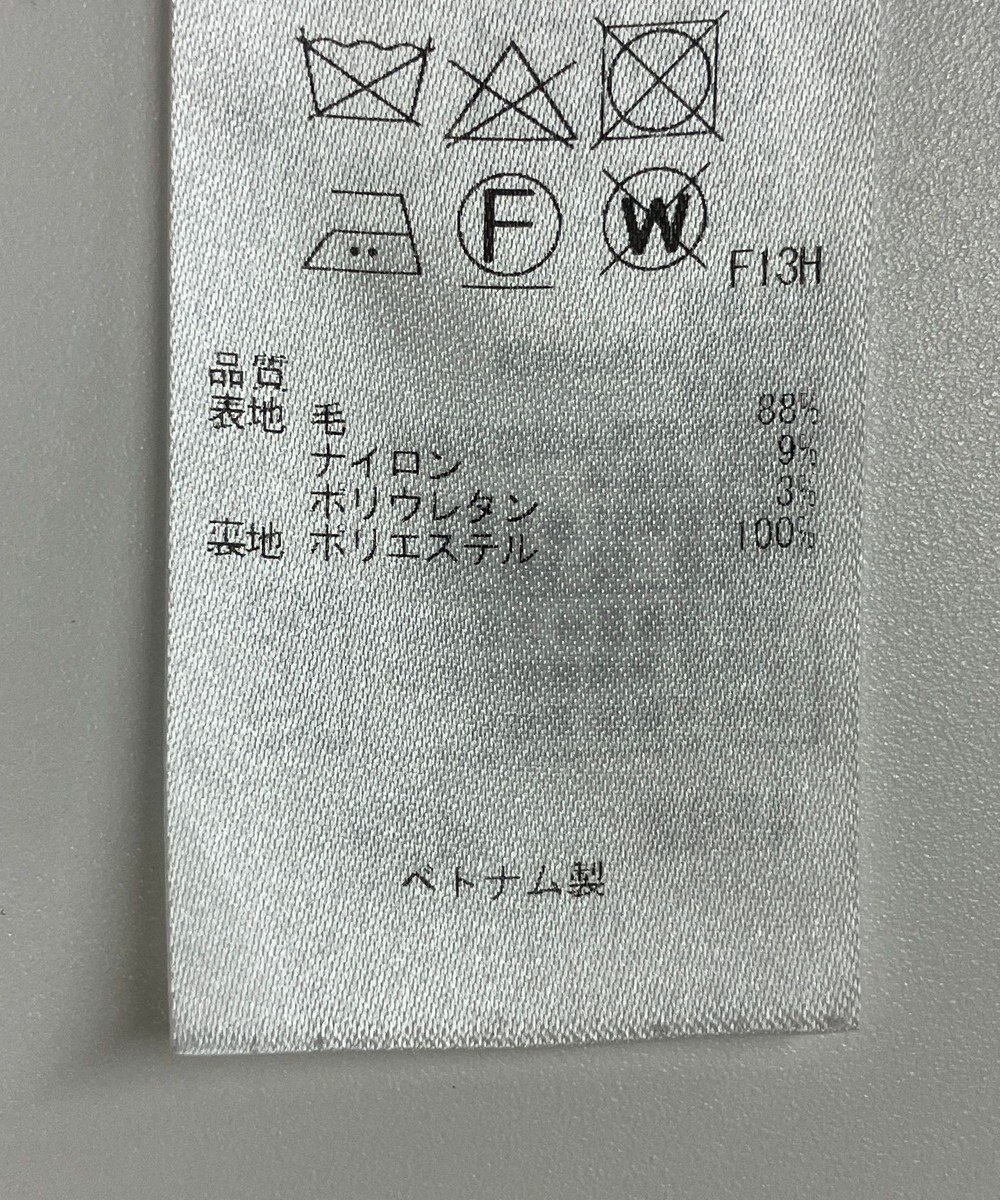 F W F13H
品質
表地 毛 88%
ナイロン 9%
ポリウレタン 3%
裏地 ポリエステル 100%
ベトナム製